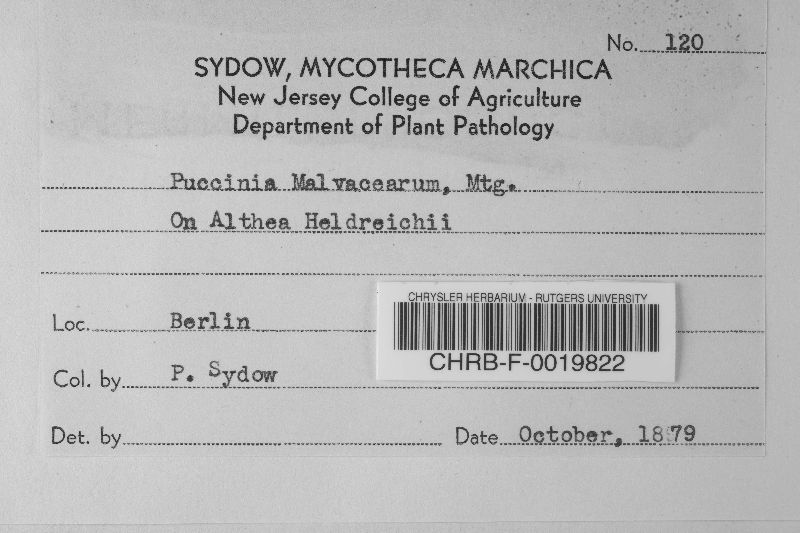 No. 120
SYDOW, MYCOTHECA MARCHICA
New Jersey College of Agriculture
Department of Plant Pathology
Puccinia Malvacearum, Mtg.
On Althea Heldreichii
CHRYSLER HERBARIUM - RUTGERS UNIVERSITY
Loc. Berlin
CHRB-F-0019822
Col. by P. Sydow
Det. by
Date October, 1879